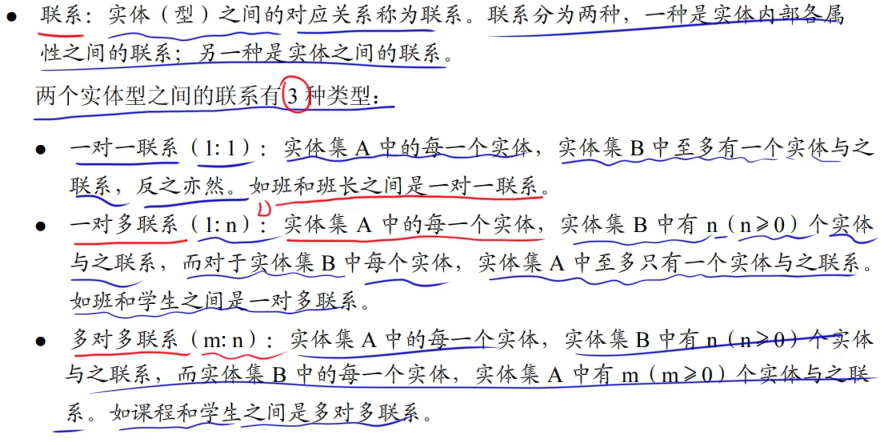 ● 联系：实体（型）之间的对应关系称为联系。联系分为两种，一种是实体内部各属
性之间的联系；另一种是实体之间的联系。
两个实体型之间的联系有 3 种类型：
● 一对一联系（1:1）：实体集 A 中的每一个实体，实体集 B 中至多有一个实体与之
联系，反之亦然。如班和班长之间是一对一联系。
● 一对多联系（1:n）：实体集 A 中的每一个实体，实体集 B 中有 n（n≥0）个实体
与之联系，而对于实体集 B 中每个实体，实体集 A 中至多只有一个实体与之联系。
如班和学生之间是一对多联系。
● 多对多联系（m:n）：实体集 A 中的每一个实体，实体集 B 中有 n（n≥0）个实体
与之联系，而实体集 B 中的每一个实体，实体集 A 中有 m（m≥0）个实体与之联
系。如课程和学生之间是多对多联系。